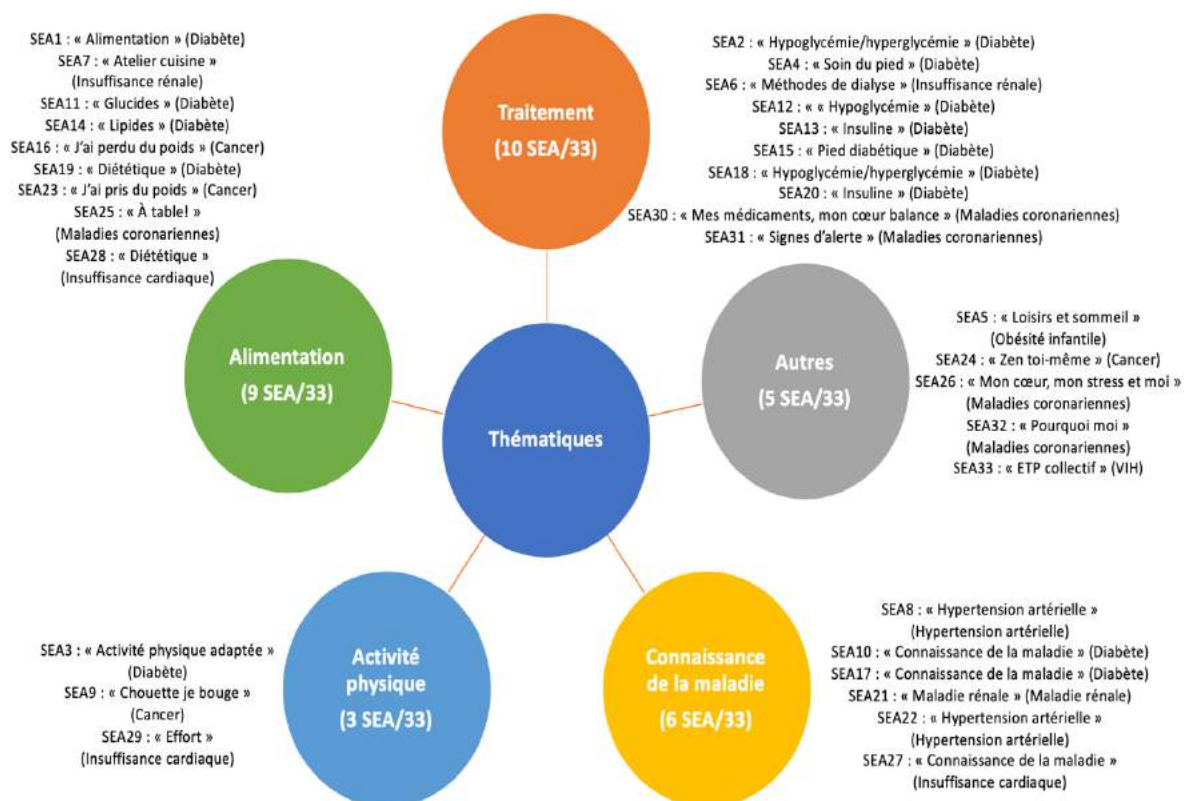 SEA1 : « Alimentation » (Diabète)
SEA7 : « Atelier cuisine »
(Insuffisance rénale)
SEA11 : « Glucides » (Diabète)
SEA14 : « Lipides » (Diabète)
SEA16 : « J'ai perdu du poids » (Cancer)
SEA19 : « Diététique » (Diabète)
SEA23 : « J'ai pris du poids » (Cancer)
SEA25 : « À table! »
(Maladies coronariennes)
SEA28 : « Diététique »
(Insuffisance cardiaque)
Traitement
(10 SEA/33)
SEA2 : « Hypoglycémie/hyperglycémie » (Diabète)
SEA4 : « Soin du pied » (Diabète)
SEA6 : « Méthodes de dialyse » (Insuffisance rénale)
SEA12 : « « Hypoglycémie » (Diabète)
SEA13 : « Insuline » (Diabète)
SEA15 : « Pied diabétique » (Diabète)
SEA18 : « Hypoglycémie/hyperglycémie » (Diabète)
SEA20 : « Insuline » (Diabète)
SEA30 : « Mes médicaments, mon cœur balance » (Maladies coronariennes)
SEA31 : « Signes d'alerte » (Maladies coronariennes)
Alimentation
(9 SEA/33)
Thématiques
Autres
(5 SEA/33)
SEA5 : « Loisirs et sommeil »
(Obésité infantile)
SEA24 : « Zen toi-même » (Cancer)
SEA26 : « Mon cœur, mon stress et moi »
(Maladies coronariennes)
SEA32 : « Pourquoi moi »
(Maladies coronariennes)
SEA33 : « ETP collectif » (VIH)
SEA3 : « Activité physique adaptée »
(Diabète)
SEA9 : « Chouette je bouge »
(Cancer)
SEA29 : « Effort »
(Insuffisance cardiaque)
Activité
physique
(3 SEA/33)
Connaissance
de la maladie
(6 SEA/33)
SEA8 : « Hypertension artérielle »
(Hypertension artérielle)
SEA10 : « Connaissance de la maladie » (Diabète)
SEA17 : « Connaissance de la maladie » (Diabète)
SEA21 : « Maladie rénale » (Maladie rénale)
SEA22 : « Hypertension artérielle »
(Hypertension artérielle)
SEA27 : « Connaissance de la maladie »
(Insuffisance cardiaque)